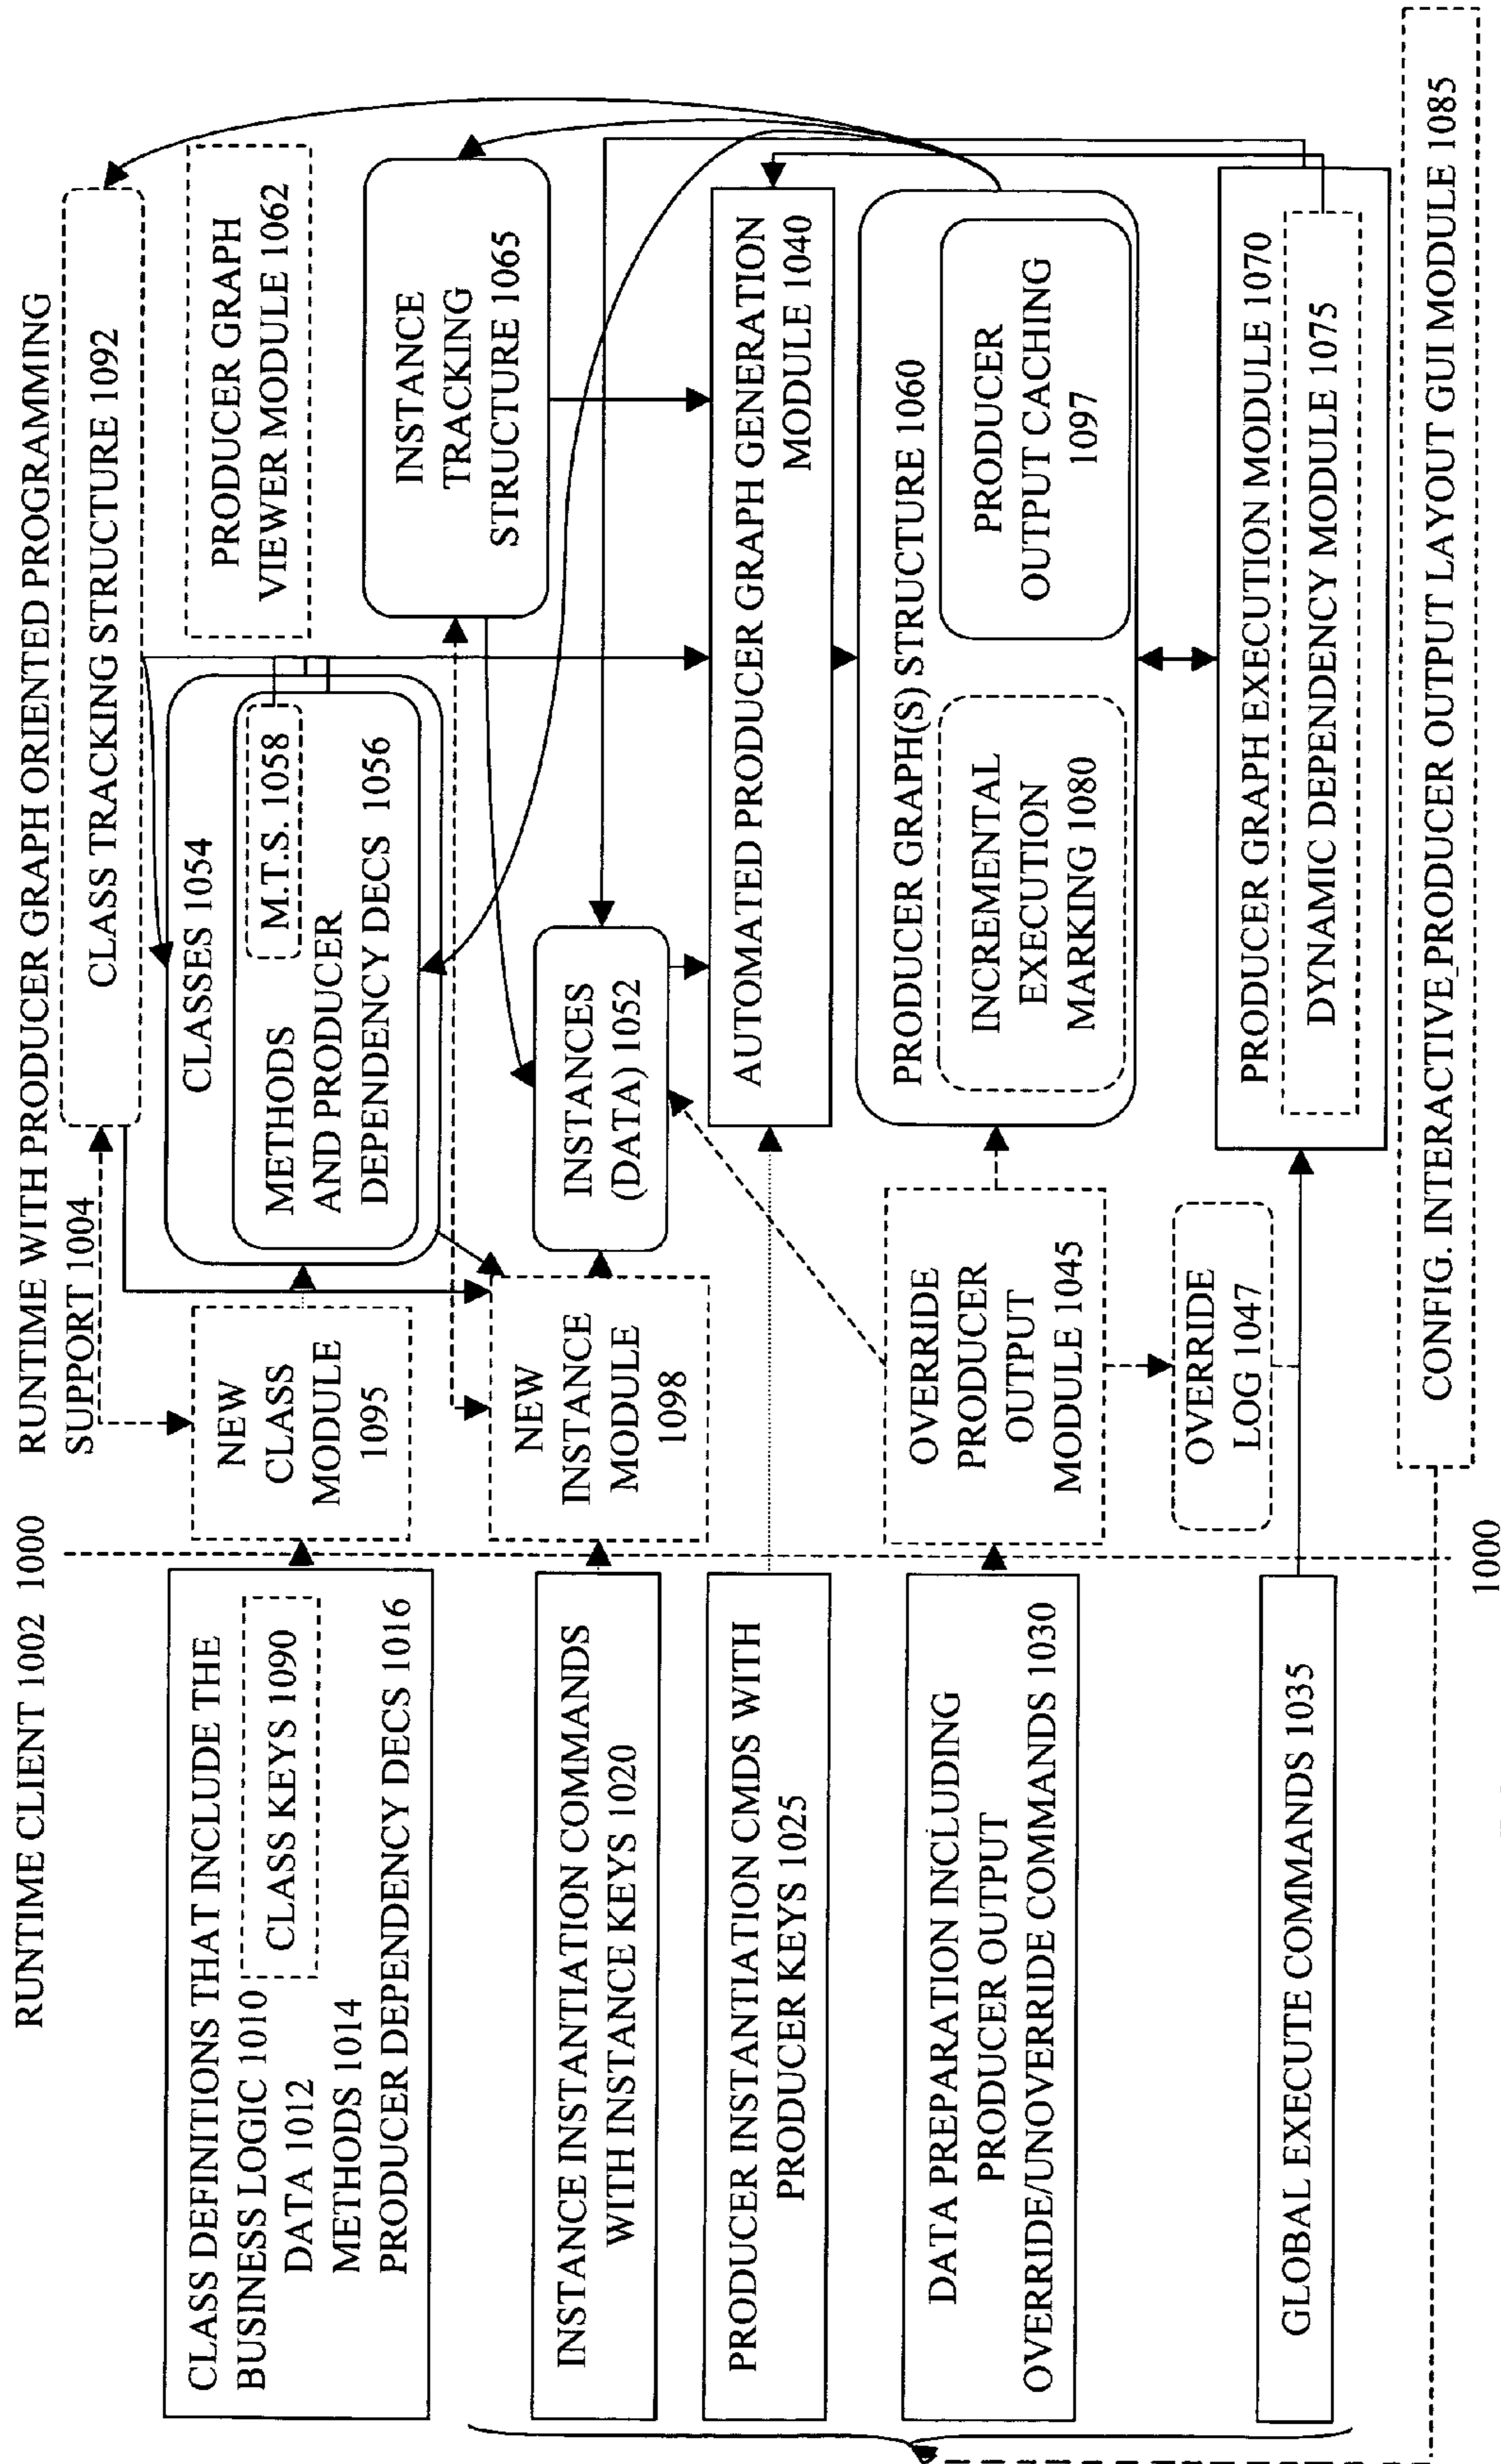 RUNTIME CLIENT 1002 1000
RUNTIME WITH PRODUCER GRAPH ORIENTED PROGRAMMING
SUPPORT 1004
CLASS DEFINITIONS THAT INCLUDE THE
BUSINESS LOGIC 1010
CLASS KEYS 1090
DATA 1012
METHODS 1014
PRODUCER DEPENDENCY DECS 1016
INSTANCE INSTANTIATION COMMANDS
WITH INSTANCE KEYS 1020
PRODUCER INSTANTIATION CMDS WITH
PRODUCER KEYS 1025
DATA PREPARATION INCLUDING
PRODUCER OUTPUT
OVERRIDE/UNOVERRIDE COMMANDS 1030
GLOBAL EXECUTE COMMANDS 1035
NEW
CLASS
MODULE
1095
NEW
INSTANCE
MODULE
1098
OVERRIDE
PRODUCER
OUTPUT
MODULE 1045
OVERRIDE
LOG 1047
CLASS TRACKING STRUCTURE 1092
CLASSES 1054
M.T.S. 1058
METHODS
AND PRODUCER
DEPENDENCY DECS 1056
PRODUCER GRAPH
VIEWER MODULE 1062
INSTANCE
TRACKING
STRUCTURE 1065
INSTANCES
(DATA) 1052
AUTOMATED PRODUCER GRAPH GENERATION
MODULE 1040
PRODUCER GRAPH(S) STRUCTURE 1060
INCREMENTAL
EXECUTION
MARKING 1080
PRODUCER
OUTPUT CACHING
1097
PRODUCER GRAPH EXECUTION MODULE 1070
DYNAMIC DEPENDENCY MODULE 1075
CONFIG. INTERACTIVE PRODUCER OUTPUT LAYOUT GUI MODULE 1085
1000